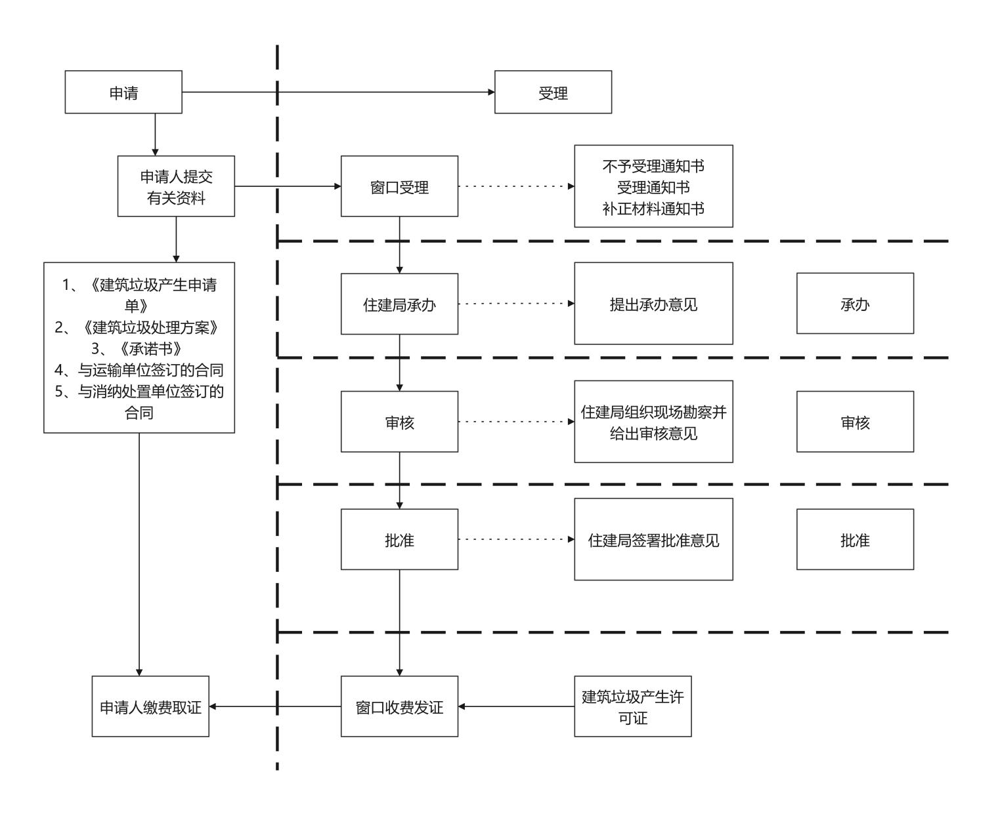 申请
受理
申请人提交
有关资料
窗口受理
不予受理通知书
受理通知书
补正材料通知书
1、《建筑垃圾产生申请
单》
2、《建筑垃圾处理方案》
3、《承诺书》
4、与运输单位签订的合同
5、与消纳处置单位签订的
合同
住建局承办
提出承办意见
承办
审核
住建局组织现场勘察并
给出审核意见
审核
批准
住建局签署批准意见
批准
申请人缴费取证
窗口收费发证
建筑垃圾产生许
可证